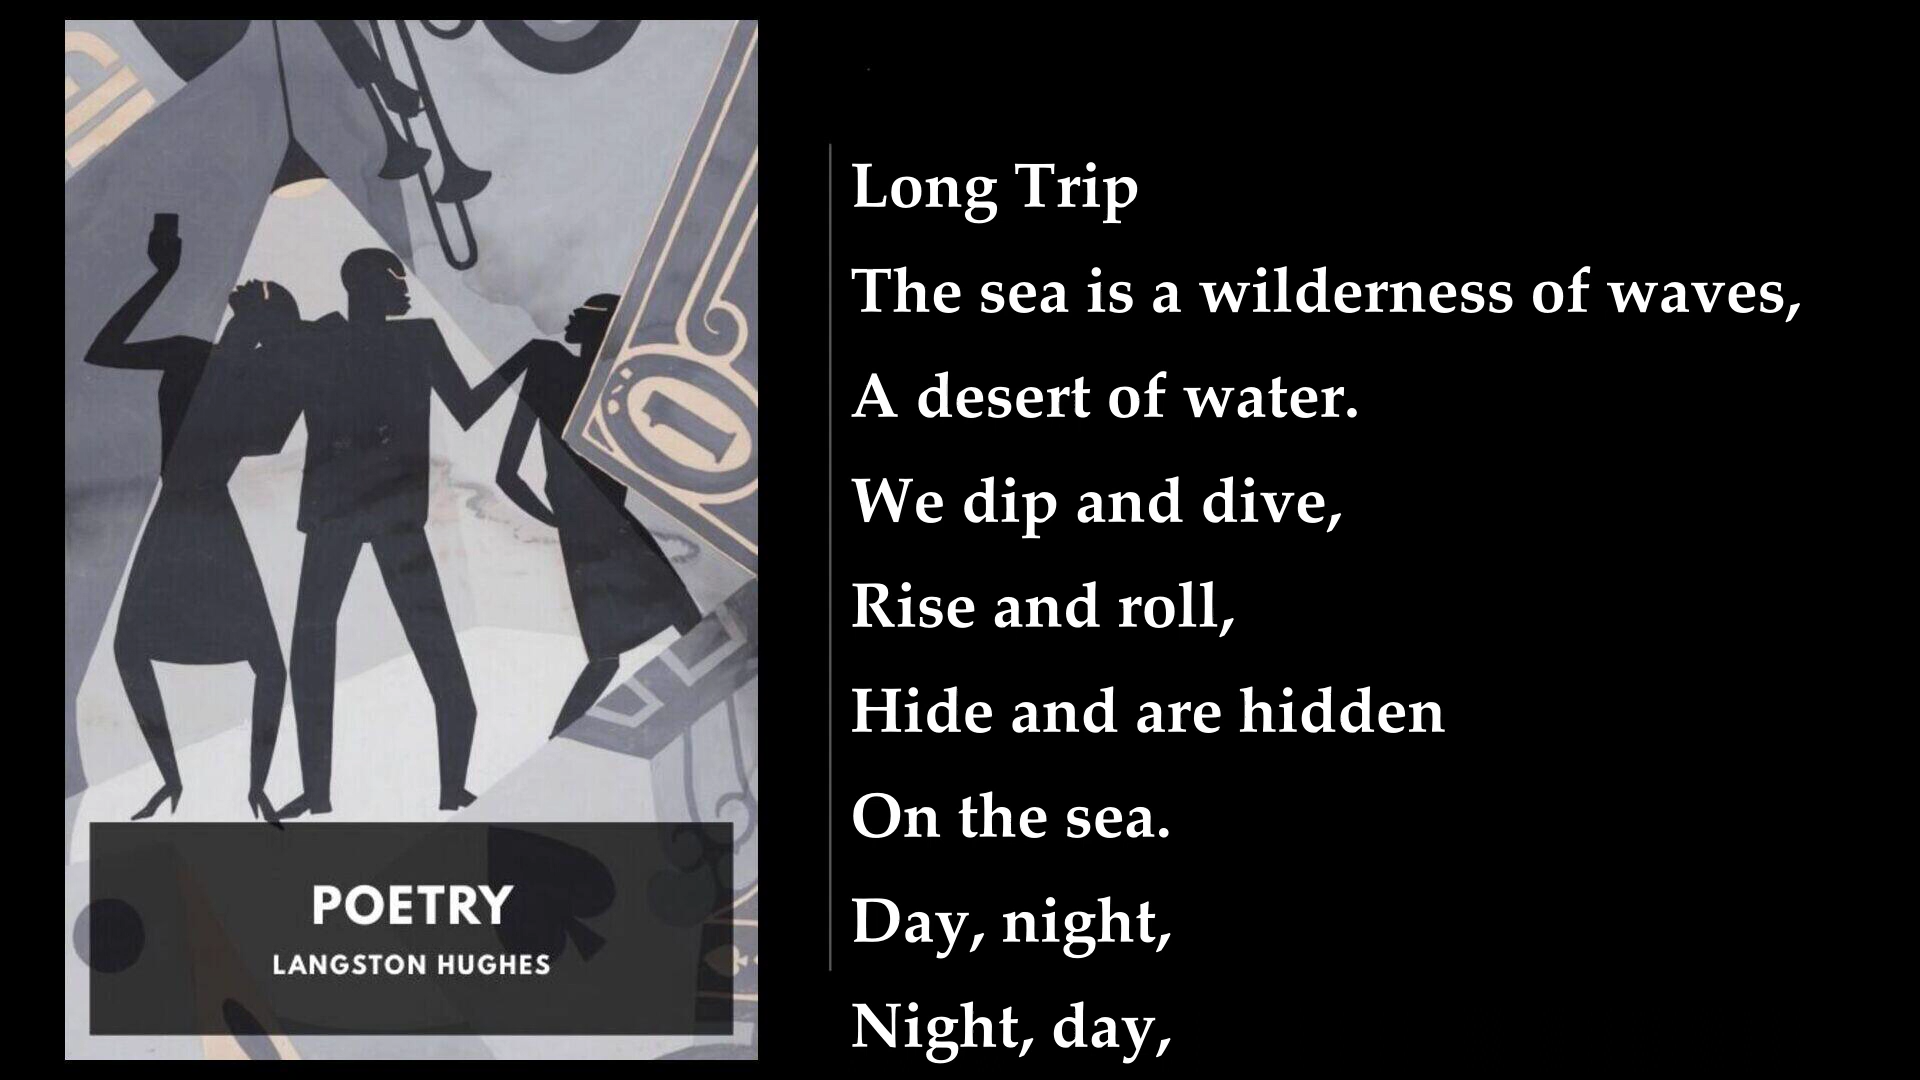 POETRY
LANGSTON HUGHES
Long Trip
The sea is a wilderness of waves,
A desert of water.
We dip and dive,
Rise and roll,
Hide and are hidden
On the sea.
Day, night,
Night, day,